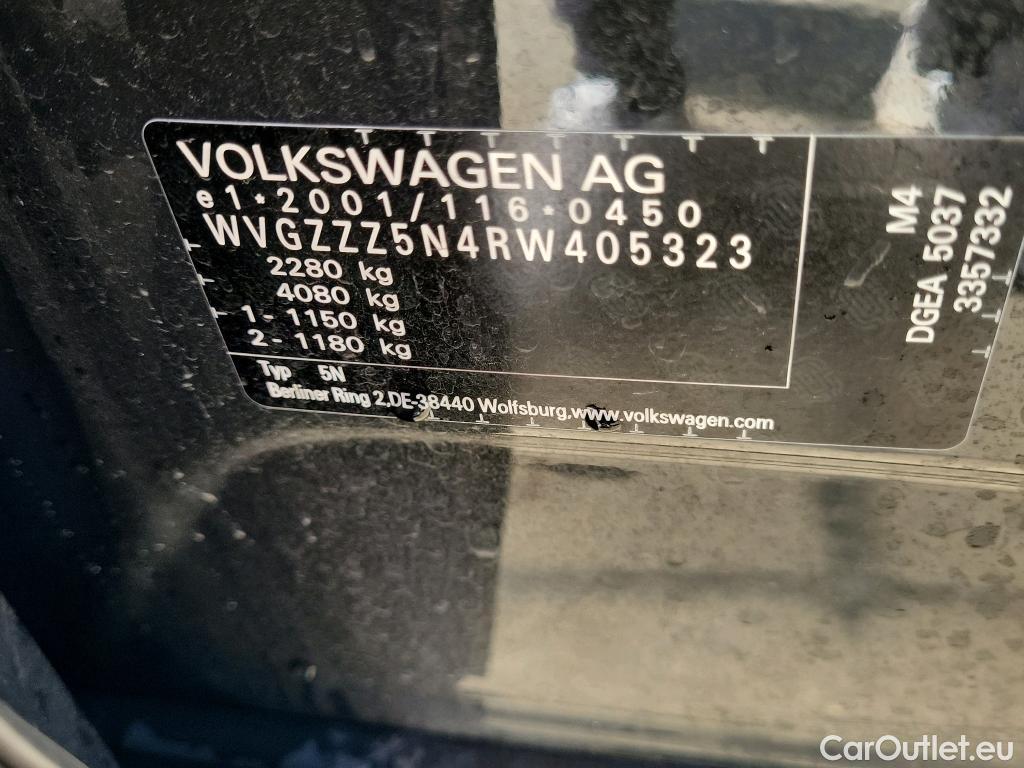 VOLKSWAGEN AG
e1*2001/116*0450
WVGZZZ5N4RW405323
2280 kg
4080 kg
1- 1150 kg
2- 1180 kg
Typ 5N
Berliner Ring 2,DE-38440 Wolfsburg,www.volkswagen.com
M4
DGEA 5037
3357332
CarOutlet.eu